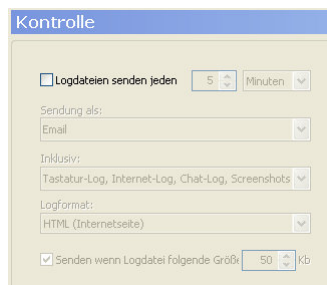 Kontrolle
Logdateien senden jeden 5 Minuten
Sendung als:
Email
Inklusiv:
Tastatur-Log, Internet-Log, Chat-Log, Screenshots
Logformat:
HTML (Internetseite)
Senden wenn Logdatei folgende Größe 50 Kb